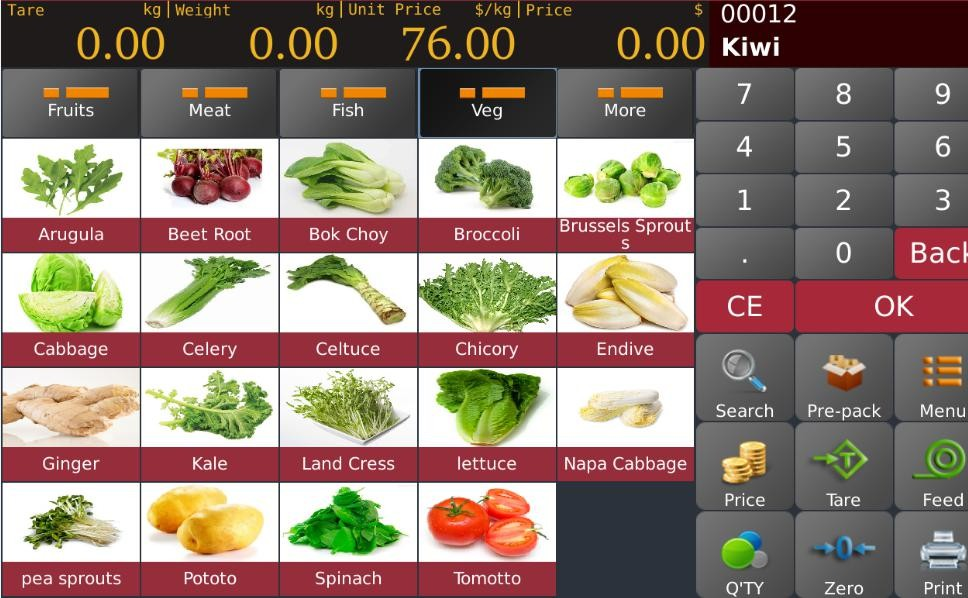 Tare kg Weight kg Unit Price $/kg Price $
0.00 0.00 76.00 0.00
00012
Kiwi
Fruits Meat Fish Veg More
Arugula Beet Root Bok Choy Broccoli Brussels Sprout
s
Cabbage Celery Celtuce Chicory Endive
Ginger Kale Land Cress lettuce Napa Cabbage
pea sprouts Pototo Spinach Tomotto
7 8 9
4 5 6
1 2 3
. 0 Back
CE OK
Search Pre-pack Menu
Price Tare Feed
Q'TY Zero Print